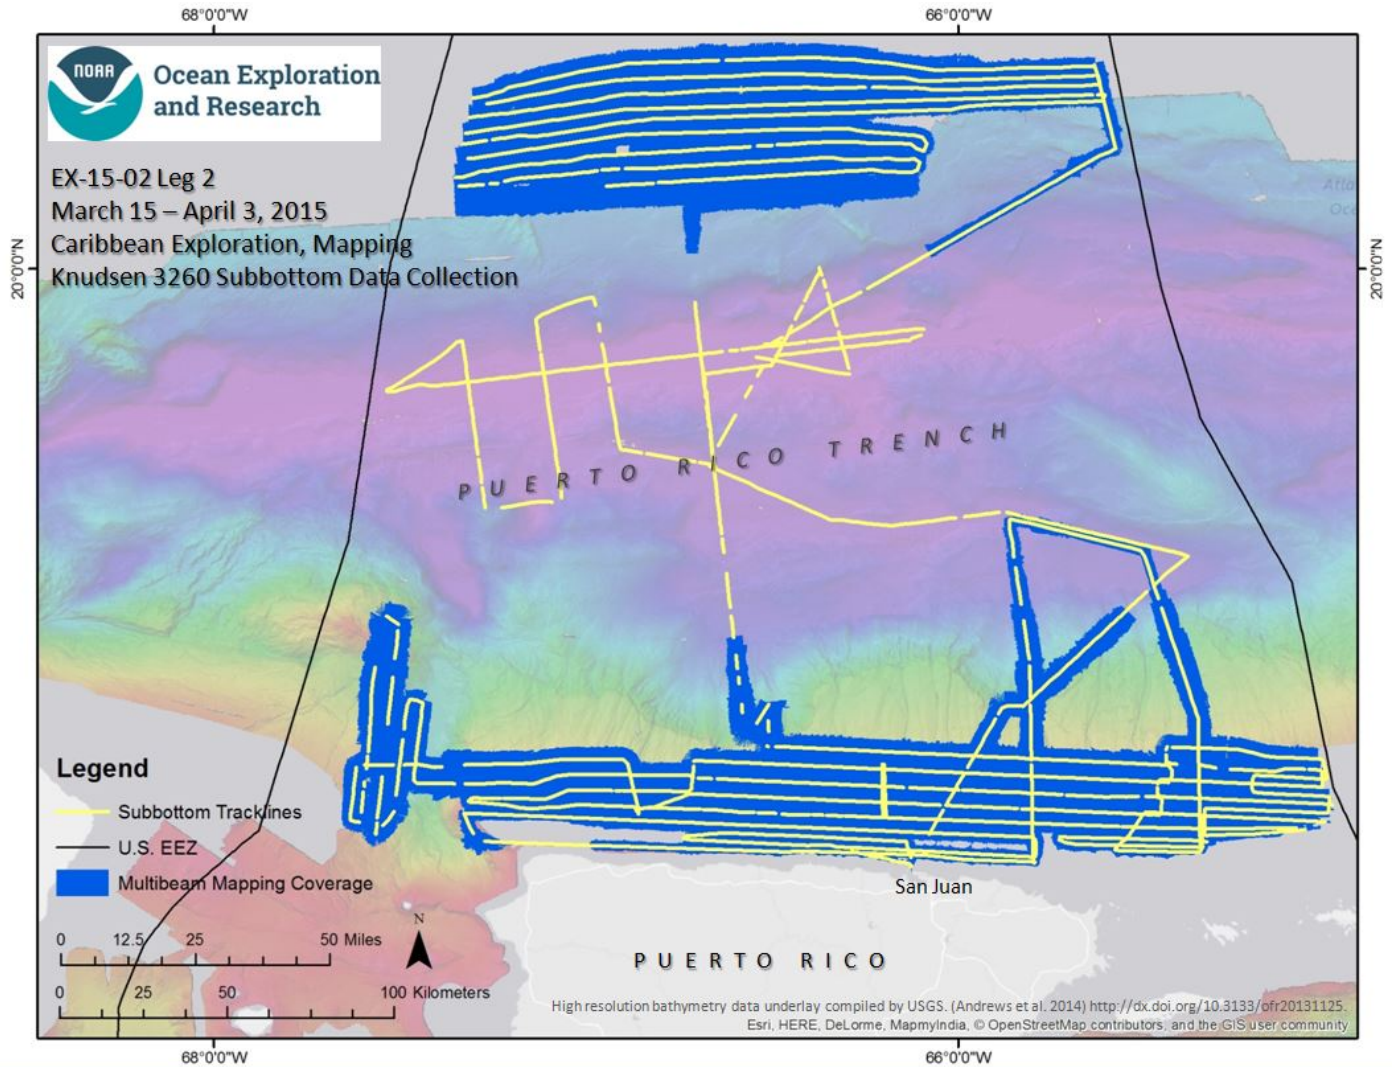 68°0'0"W
66°0'0"W
NOAA
Ocean Exploration
and Research
EX-15-02 Leg 2
March 15 – April 3, 2015
Caribbean Exploration, Mapping
Knudsen 3260 Subbottom Data Collection
20°0'0"N
20°0'0"N
PUERTO RICO TRENCH
Legend
Subbottom Tracklines
U.S. EEZ
Multibeam Mapping Coverage
San Juan
N
0 12.5 25 50 Miles
0 25 50 100 Kilometers
PUERTO RICO
High resolution bathymetry data underlay compiled by USGS. (Andrews et al. 2014) http://dx.doi.org/10.3133/ofr20131125.
Esri, HERE, DeLorme, MapmyIndia, © OpenStreetMap contributors, and the GIS user community
68°0'0"W
66°0'0"W